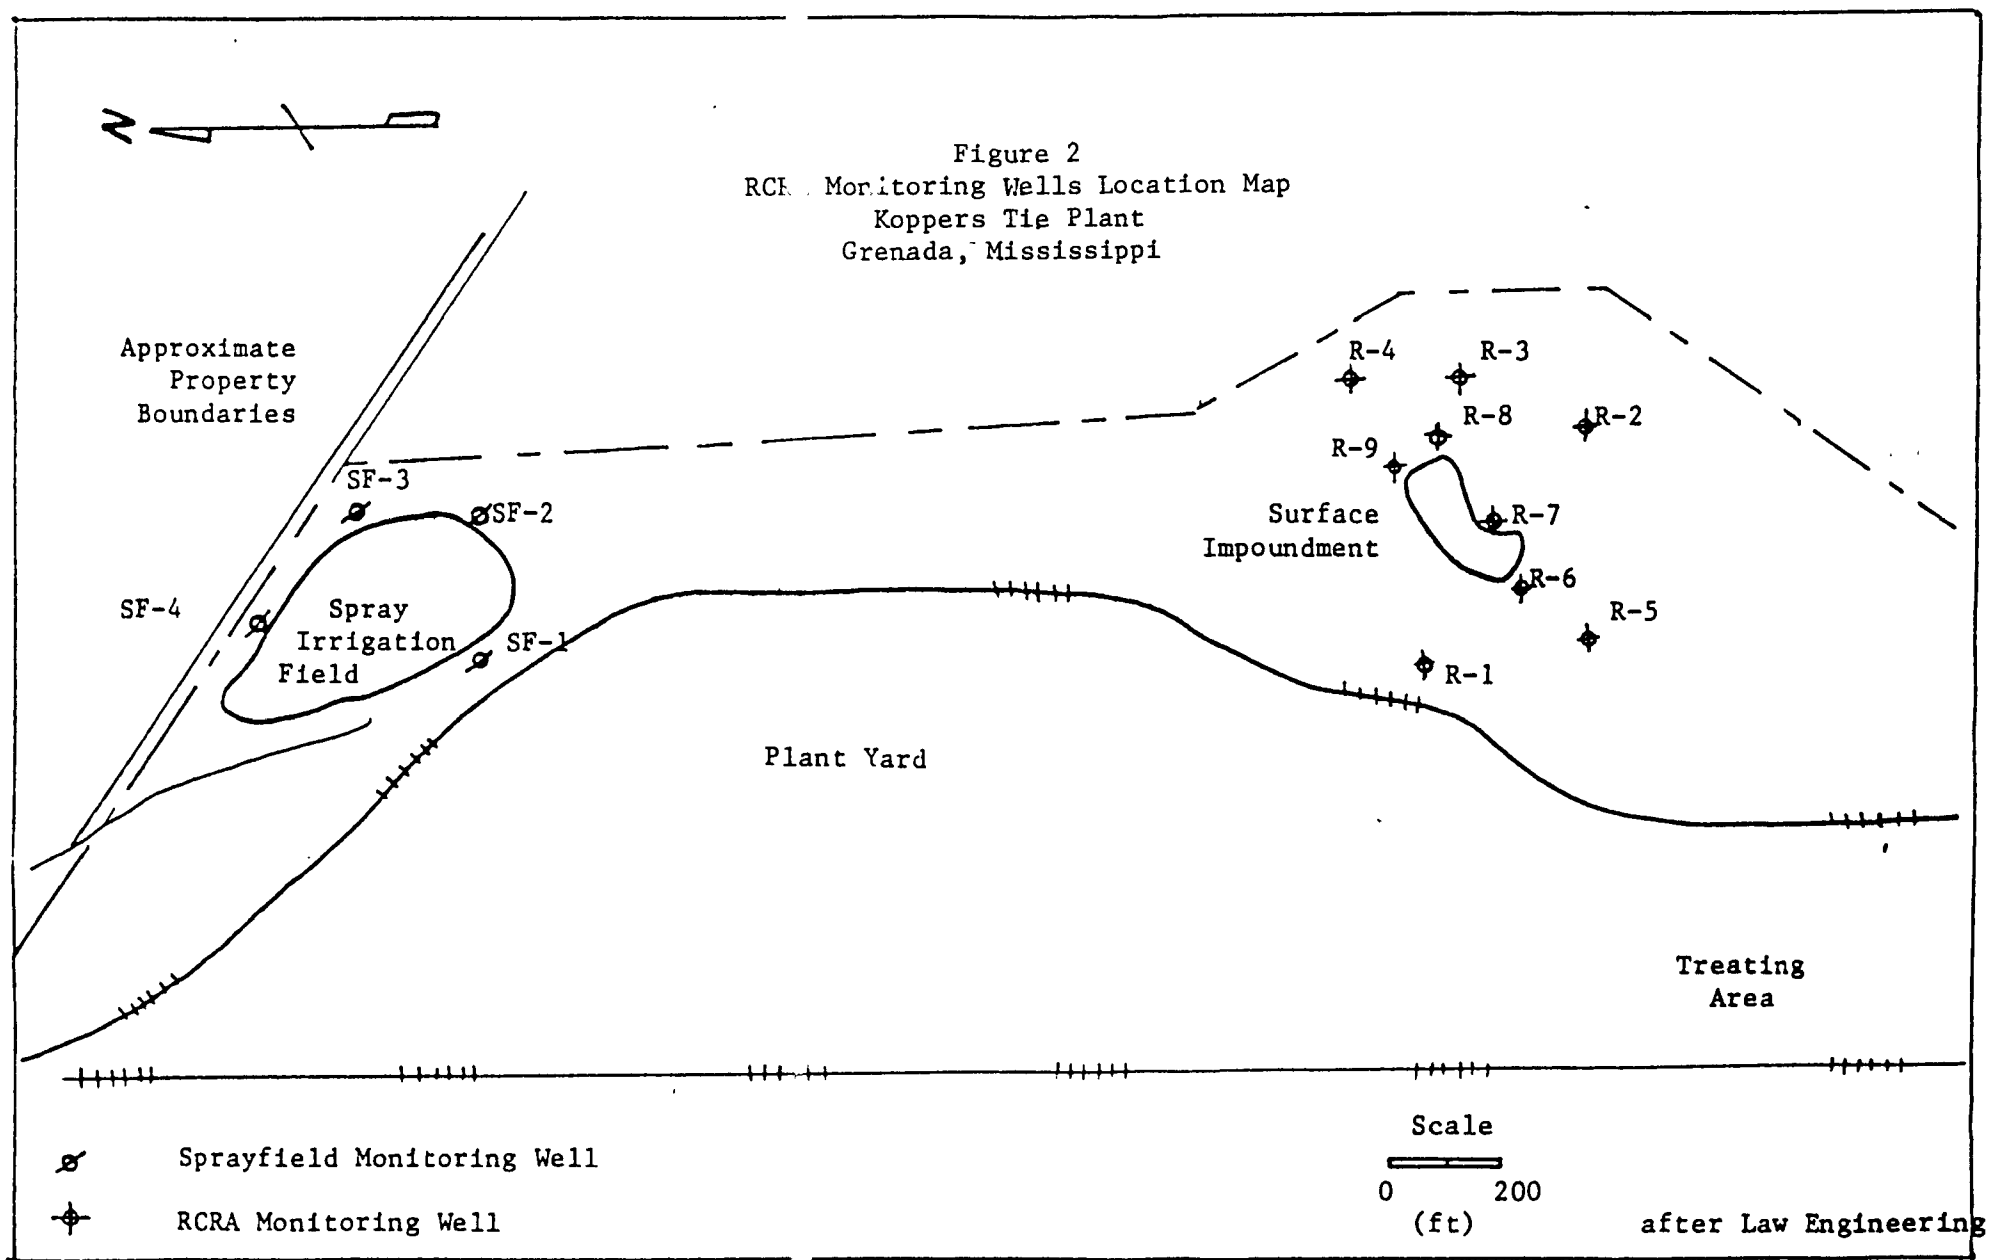 N
Figure 2
Monitoring Wells Location Map
Koppers Tie Plant
Grenada, Mississippi
Approximate
Property
Boundaries
R-4
R-3
R-8
R-2
R-9
SF-3
SF-2
Surface
Impoundment
R-7
R-6
SF-4
Spray
Irrigation
Field
SF-1
R-5
R-1
Plant Yard
Treating
Area
Scale
0 200
(ft)
Sprayfield Monitoring Well
RCRA Monitoring Well
after Law Engineering